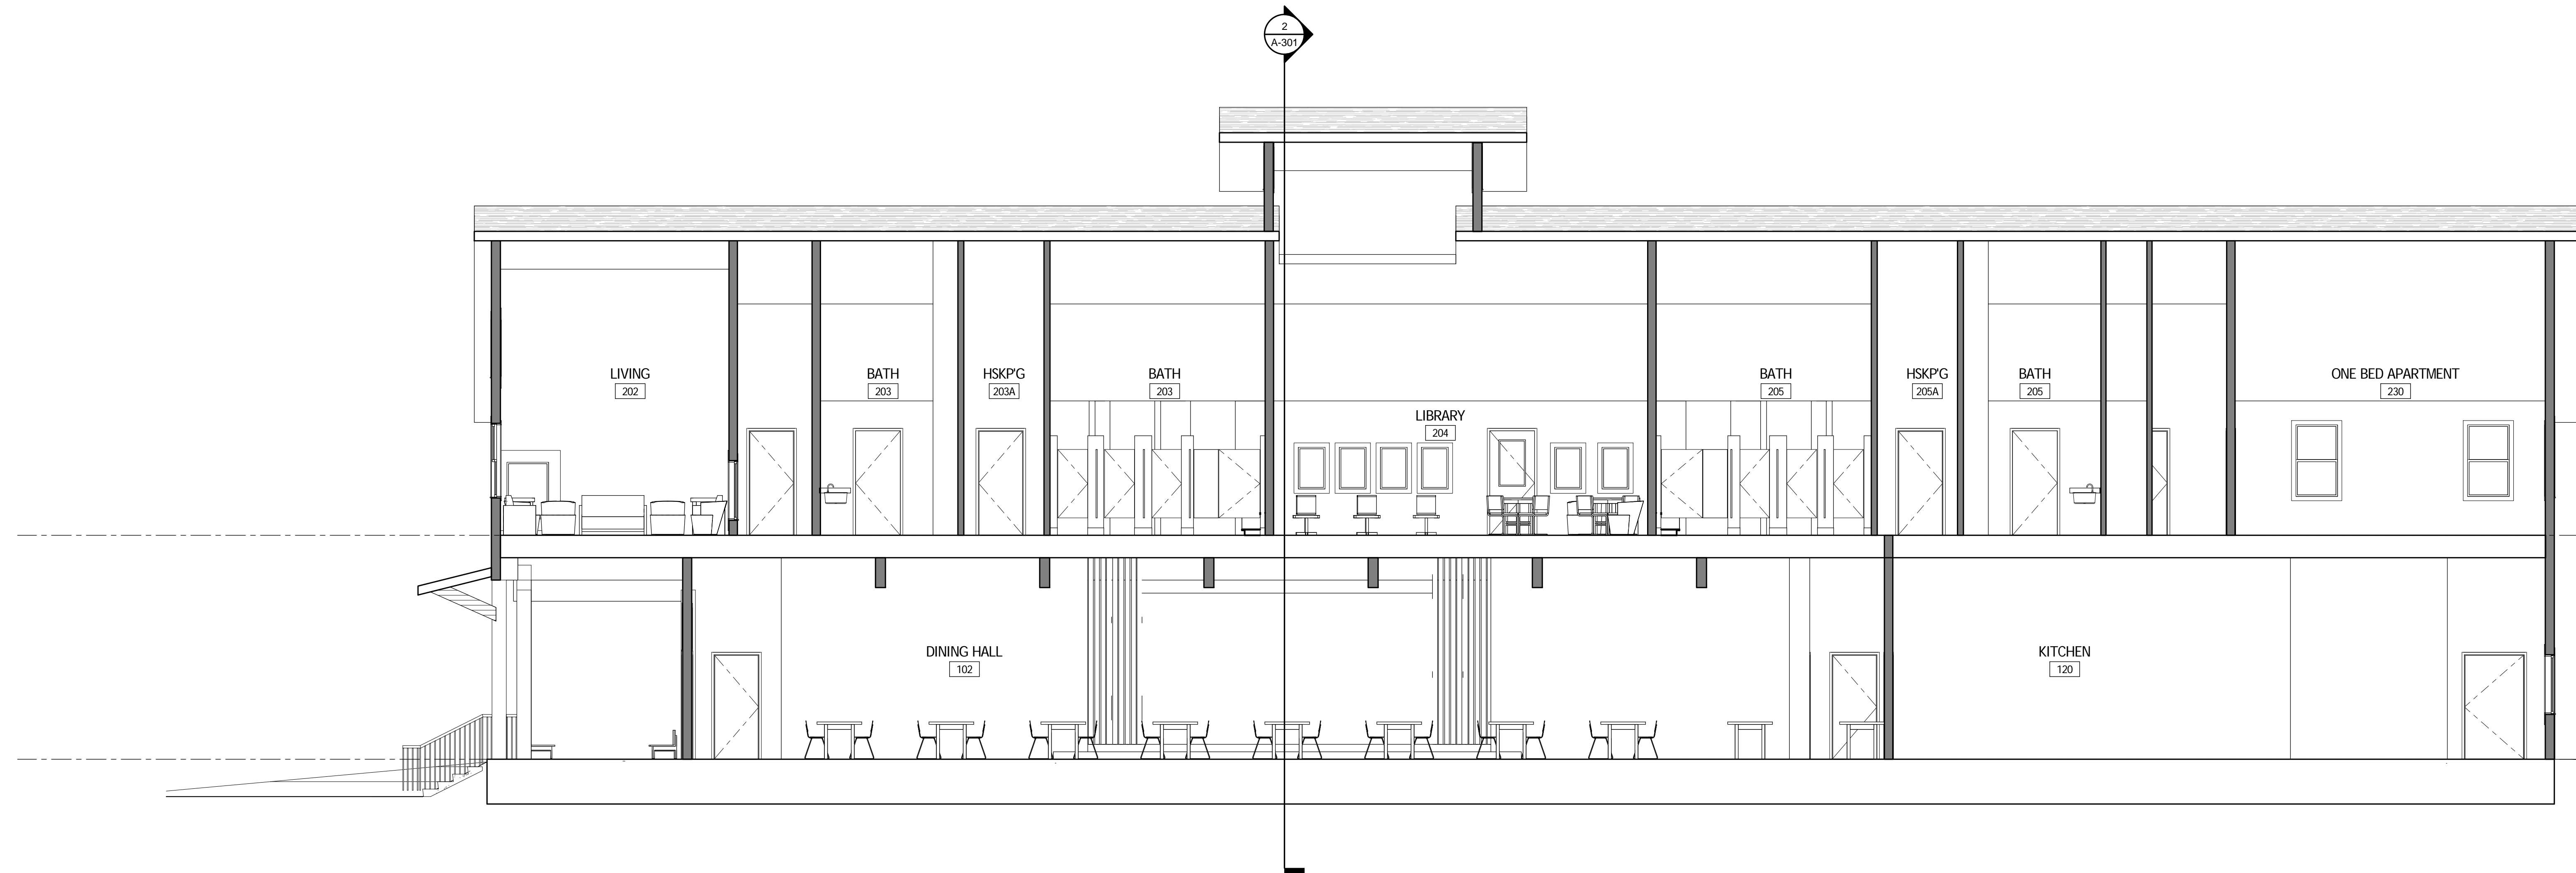 2
A-301
LIVING
202
BATH
203
HSKP'G
203A
BATH
203
LIBRARY
204
BATH
205
HSKP'G
205A
BATH
205
ONE BED APARTMENT
230
DINING HALL
102
KITCHEN
120